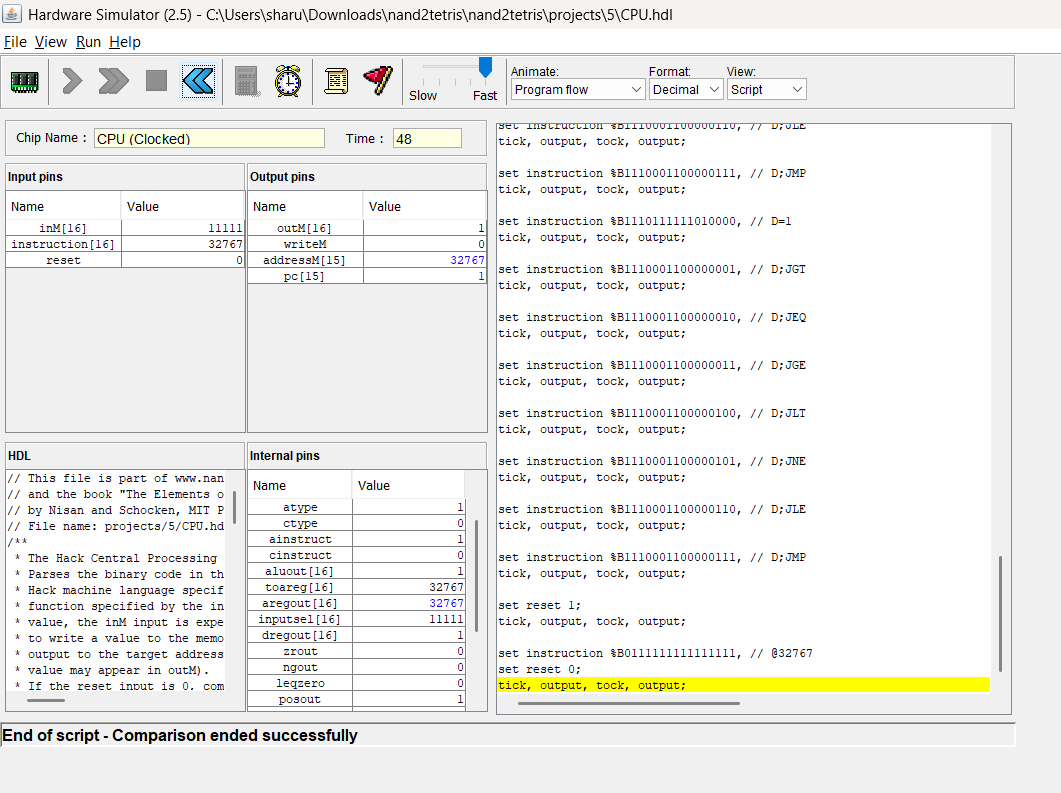 Hardware Simulator (2.5) - C:\Users\sharu\Downloads\nand2tetris\nand2tetris\projects\5\CPU.hdl
File View Run Help
Slow Fast
Animate: Format: View:
Program flow Decimal Script
Chip Name : CPU (Clocked) Time : 48
Input pins
Name Value
inM[16] 11111
instruction[16] 32767
reset 0
Output pins
Name Value
outM[16] 1
writeM 0
addressM[15] 32767
pc[15] 1
HDL
// This file is part of www.nan
// and the book "The Elements o
// by Nisan and Schocken, MIT P
// File name: projects/5/CPU.hd
/**
* The Hack Central Processing
* Parses the binary code in th
* Hack machine language specif
* function specified by the in
* value, the inM input is expe
* to write a value to the memo
* output to the target address
* value may appear in outM).
* If the reset input is 0, com
Internal pins
Name Value
atype 1
ctype 0
ainstruct 1
cinstruct 0
aluout[16] 1
toareg[16] 32767
aregout[16] 32767
inputsel[16] 11111
dregout[16] 1
zrout 0
ngout 0
leqzero 0
posout 1
set instruction %B1110001100000110, // D;JLE
tick, output, tock, output;
set instruction %B1110001100000111, // D;JMP
tick, output, tock, output;
set instruction %B1110111111010000, // D=1
tick, output, tock, output;
set instruction %B1110001100000001, // D;JGT
tick, output, tock, output;
set instruction %B1110001100000010, // D;JEQ
tick, output, tock, output;
set instruction %B1110001100000011, // D;JGE
tick, output, tock, output;
set instruction %B1110001100000100, // D;JLT
tick, output, tock, output;
set instruction %B1110001100000101, // D;JNE
tick, output, tock, output;
set instruction %B1110001100000110, // D;JLE
tick, output, tock, output;
set instruction %B1110001100000111, // D;JMP
tick, output, tock, output;
set reset 1;
tick, output, tock, output;
set instruction %B0111111111111111, // @32767
set reset 0;
tick, output, tock, output;
End of script - Comparison ended successfully